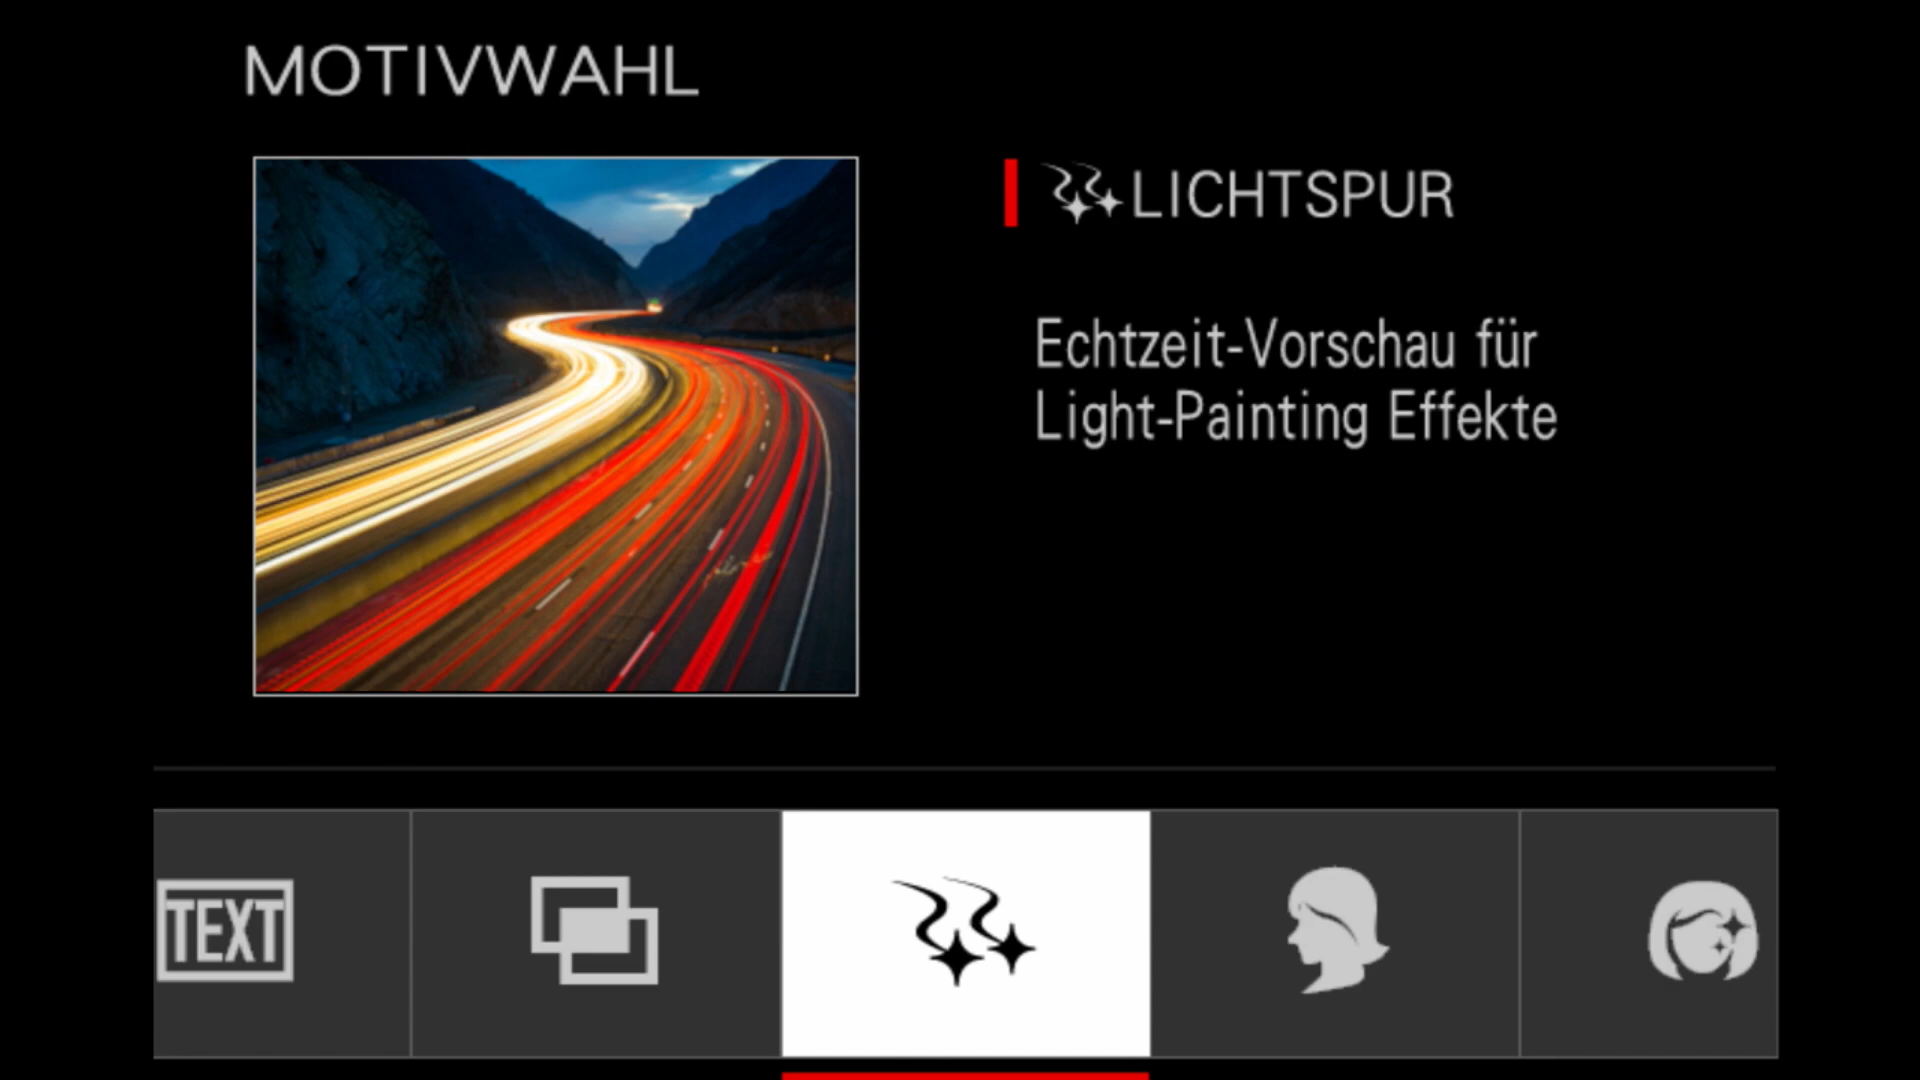 MOTIVWAHL
LICHTSPUR
Echtzeit-Vorschau für
Light-Painting Effekte
TEXT